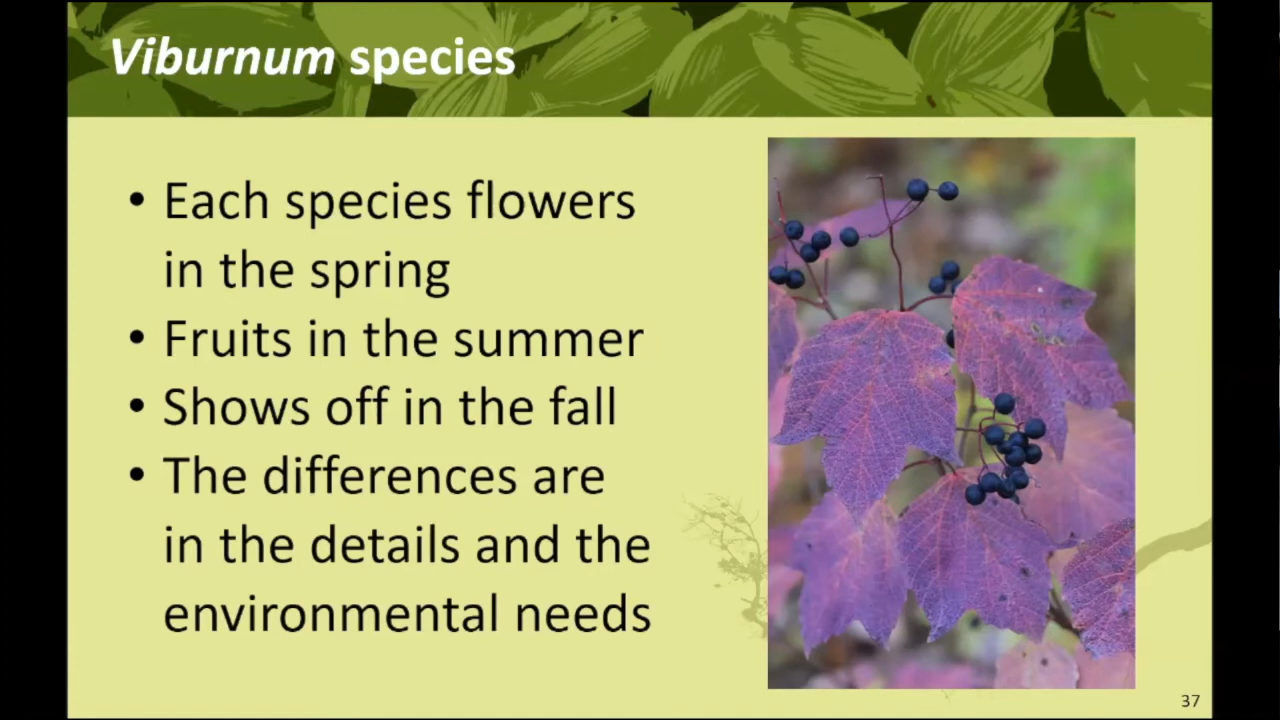 Viburnum species
• Each species flowers
in the spring
• Fruits in the summer
• Shows off in the fall
• The differences are
in the details and the
environmental needs
37